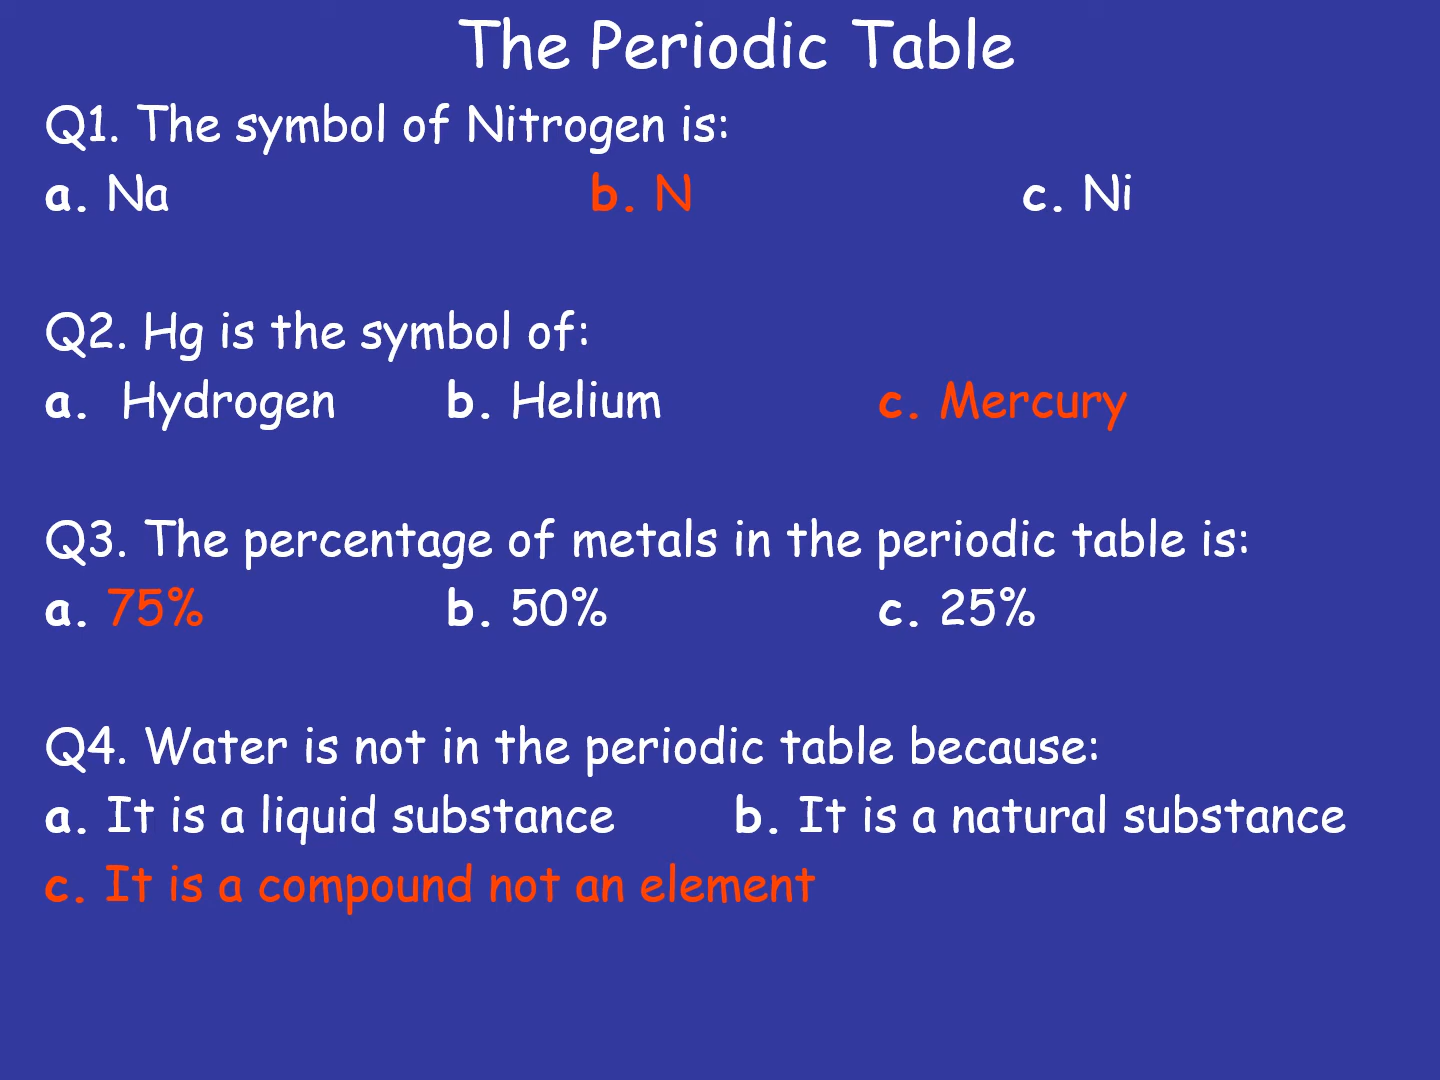 The Periodic Table
Q1. The symbol of Nitrogen is:
a. Na b. N c. Ni
Q2. Hg is the symbol of:
a. Hydrogen b. Helium c. Mercury
Q3. The percentage of metals in the periodic table is:
a. 75% b. 50% c. 25%
Q4. Water is not in the periodic table because:
a. It is a liquid substance b. It is a natural substance
c. It is a compound not an element